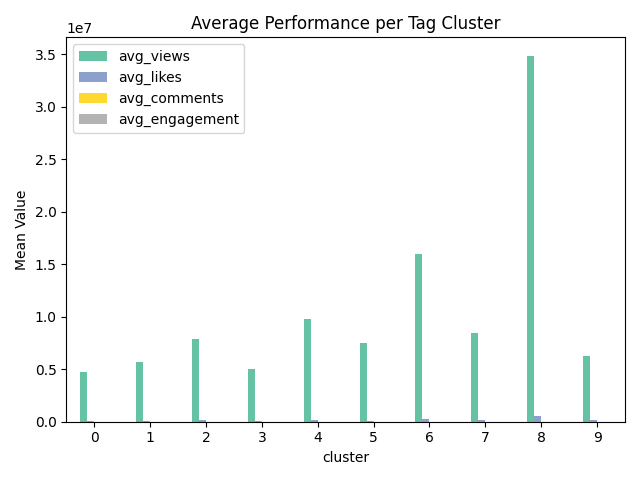 Average Performance per Tag Cluster
1e7
avg_views
avg_likes
avg_comments
avg_engagement
Mean Value
3.5
3.0
2.5
2.0
1.5
1.0
0.5
0.0
0 1 2 3 4 5 6 7 8 9
cluster